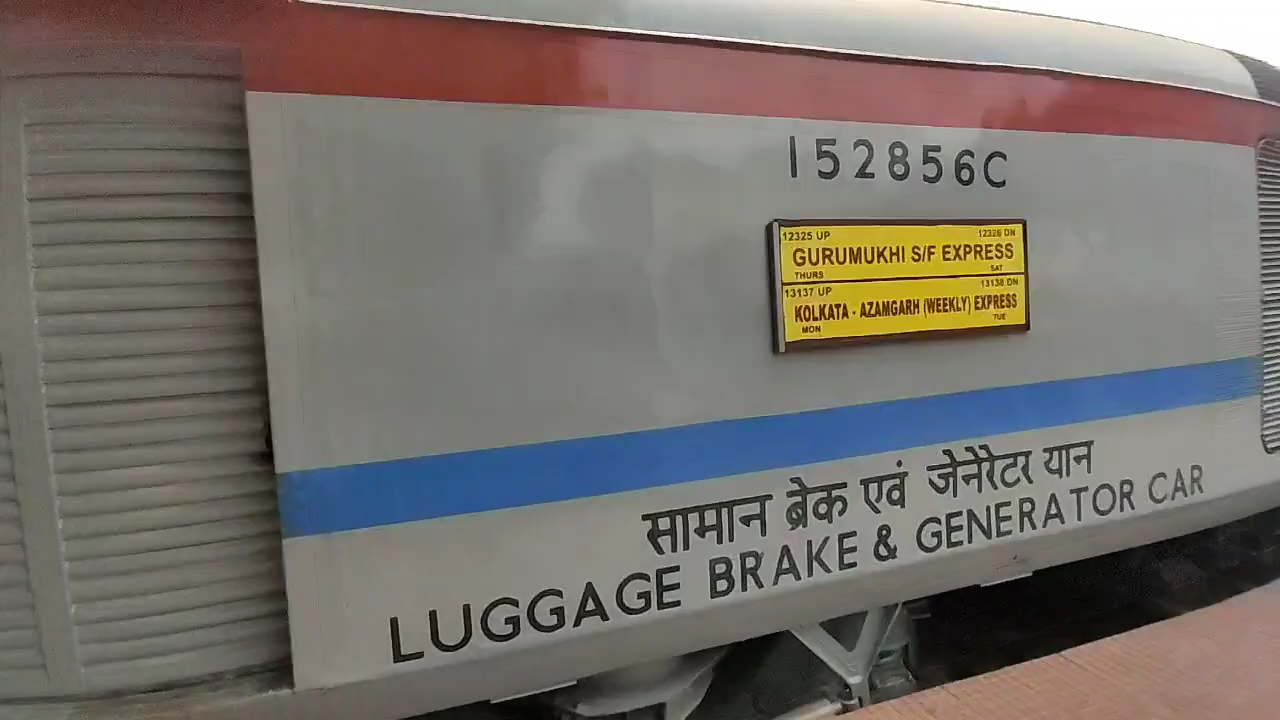 152856C
12325 UP 12326 DN
GURUMUKHI S/F EXPRESS
THURS SAT
13137 UP 13138 DN
KOLKATA - AZAMGARH (WEEKLY) EXPRESS
MON TUE
सामान ब्रेक एवं जेनेरेटर यान
LUGGAGE BRAKE & GENERATOR CAR